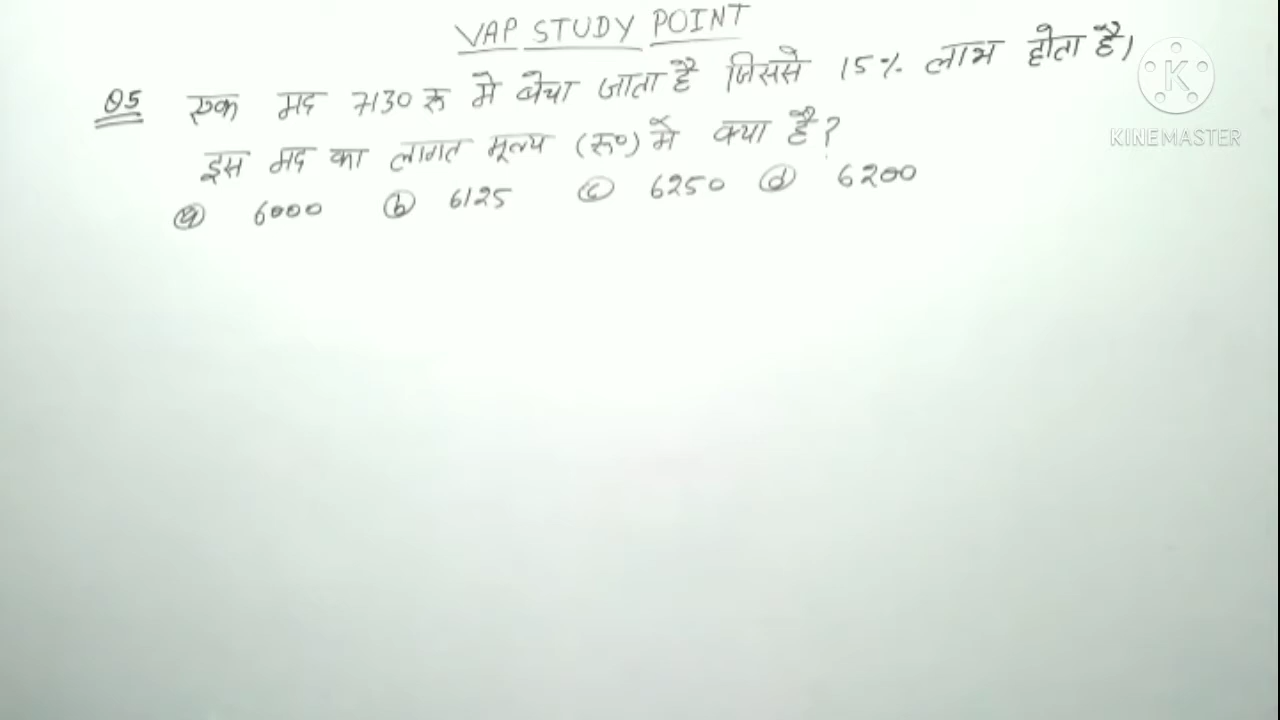 VAP STUDY POINT
Q5 एक मद 7130 रू मे बेचा जाता है जिससे 15% लाभ होता है।
इस मद का लागत मूल्य (रू०) में क्या है?
(a) 6000 (b) 6125 (c) 6250 (d) 6200
K
KINEMASTER